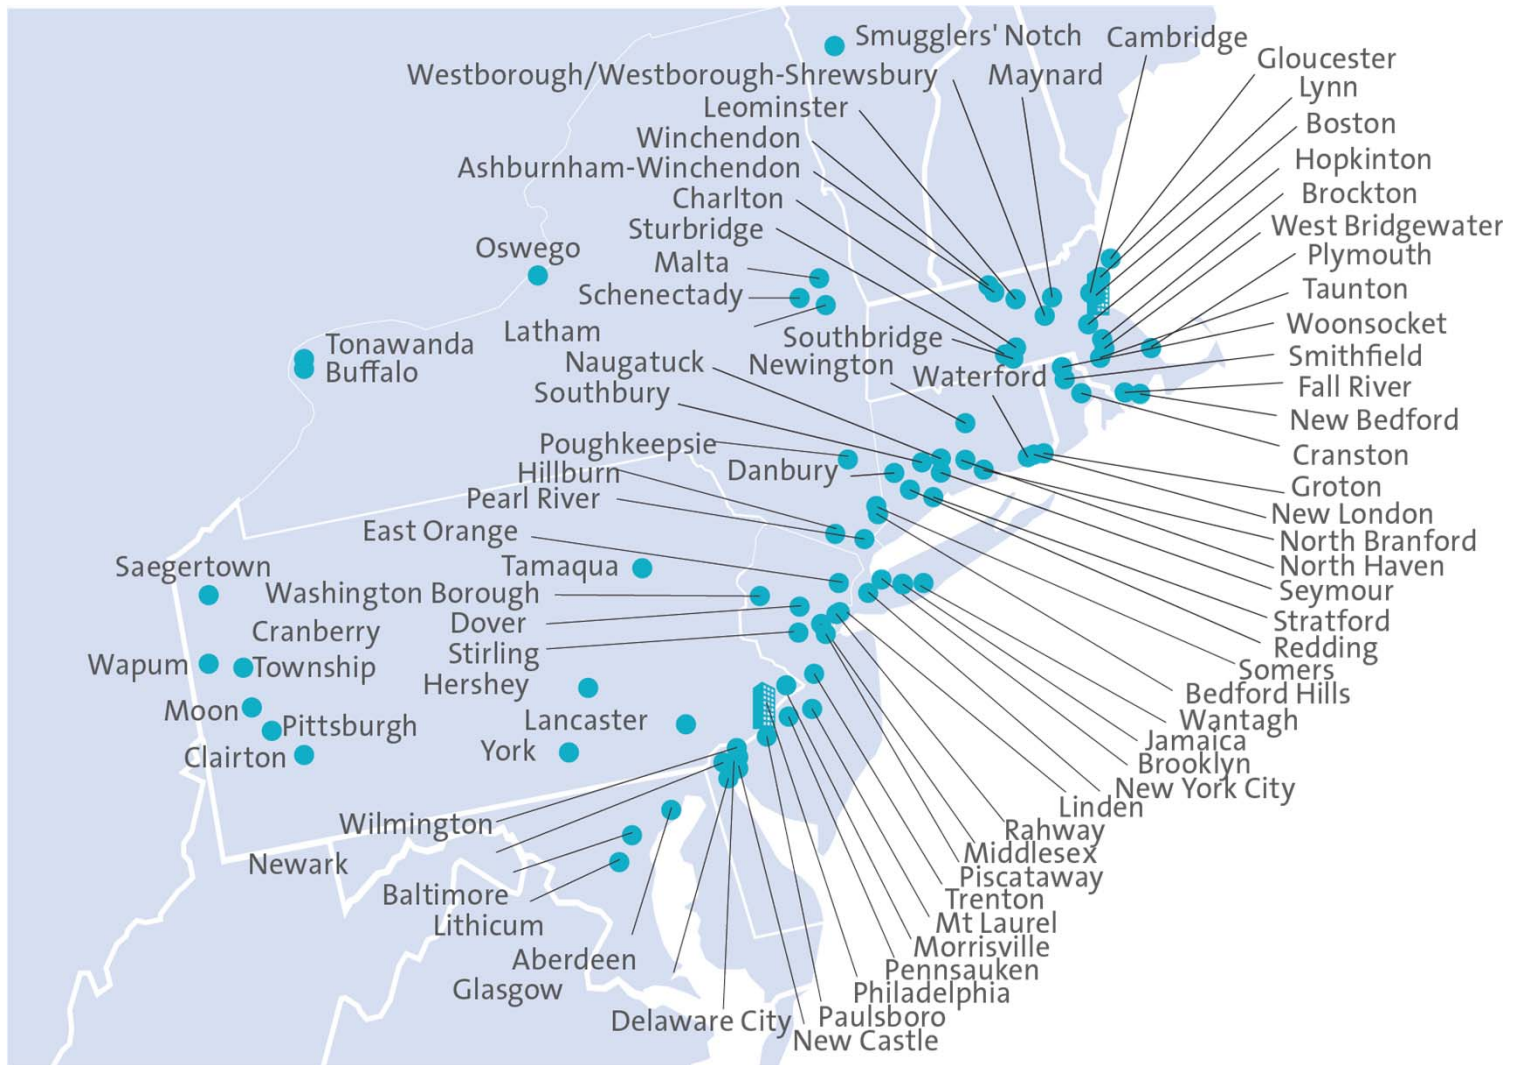 Smugglers' Notch
Cambridge
Westborough/Westborough-Shrewsbury
Maynard
Gloucester
Leominster
Lynn
Winchendon
Boston
Ashburnham-Winchendon
Hopkinton
Charlton
Brockton
Sturbridge
West Bridgewater
Oswego
Malta
Plymouth
Schenectady
Taunton
Latham
Southbridge
Woonsocket
Tonawanda
Naugatuck
Newington
Smithfield
Buffalo
Waterford
Southbury
Fall River
New Bedford
Poughkeepsie
Cranston
Hillburn
Danbury
Pearl River
Groton
East Orange
New London
North Branford
Saegertown
Tamaqua
North Haven
Washington Borough
Seymour
Dover
Stratford
Cranberry
Township
Stirling
Redding
Wapum
Somers
Hershey
Bedford Hills
Moon
Lancaster
Wantagh
Pittsburgh
York
Jamaica
Clairton
Brooklyn
New York City
Linden
Wilmington
Rahway
Newark
Middlesex
Piscataway
Baltimore
Trenton
Lithicum
Mt Laurel
Morrisville
Aberdeen
Pennsauken
Glasgow
Philadelphia
Delaware City
Paulsboro
New Castle